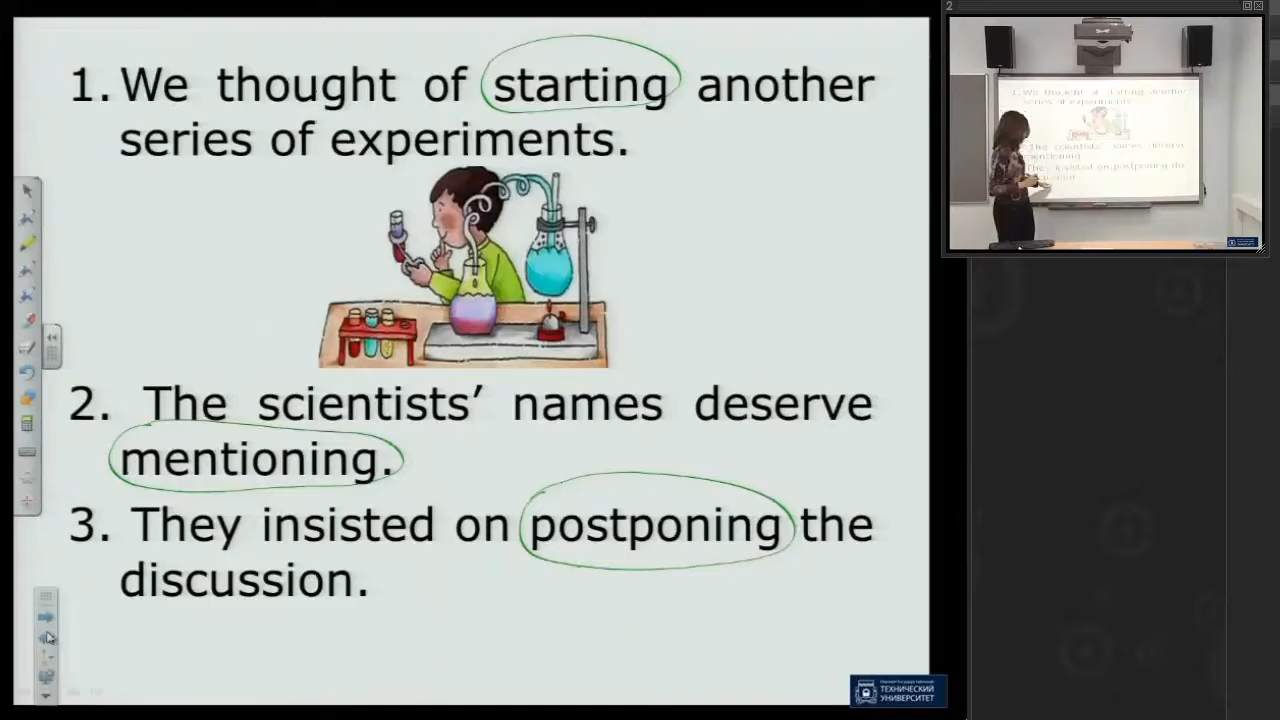 1. We thought of starting another
series of experiments.
2. The scientists’ names deserve
mentioning.
3. They insisted on postponing the
discussion.
ТЕХНИЧЕСКИЙ
УНИВЕРСИТЕТ
2